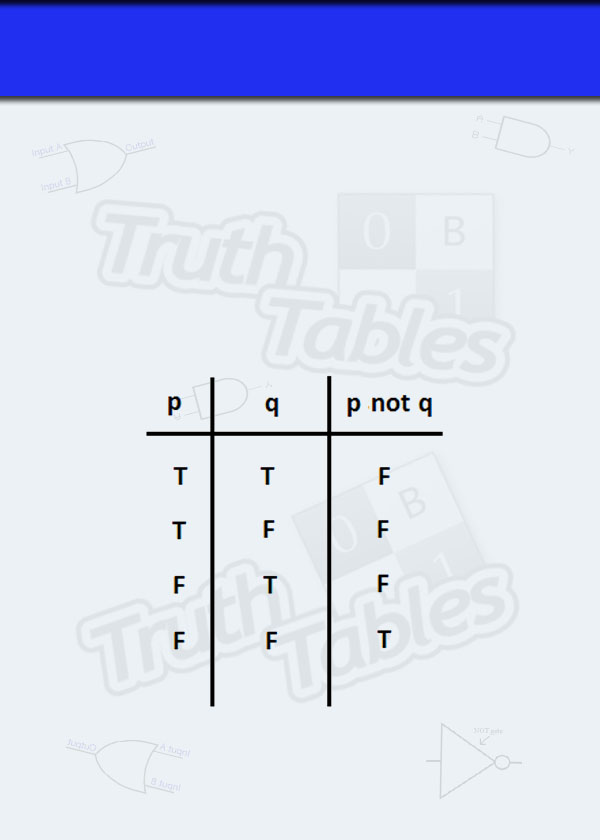 Input A
Output
Input B
A
B
Y
Truth
Tables
0 B
1
p q p not q
T T F
T F F
F T F
F F T
0 B
1
Truth
Tables
Output
Input A
Input B
NOT gate